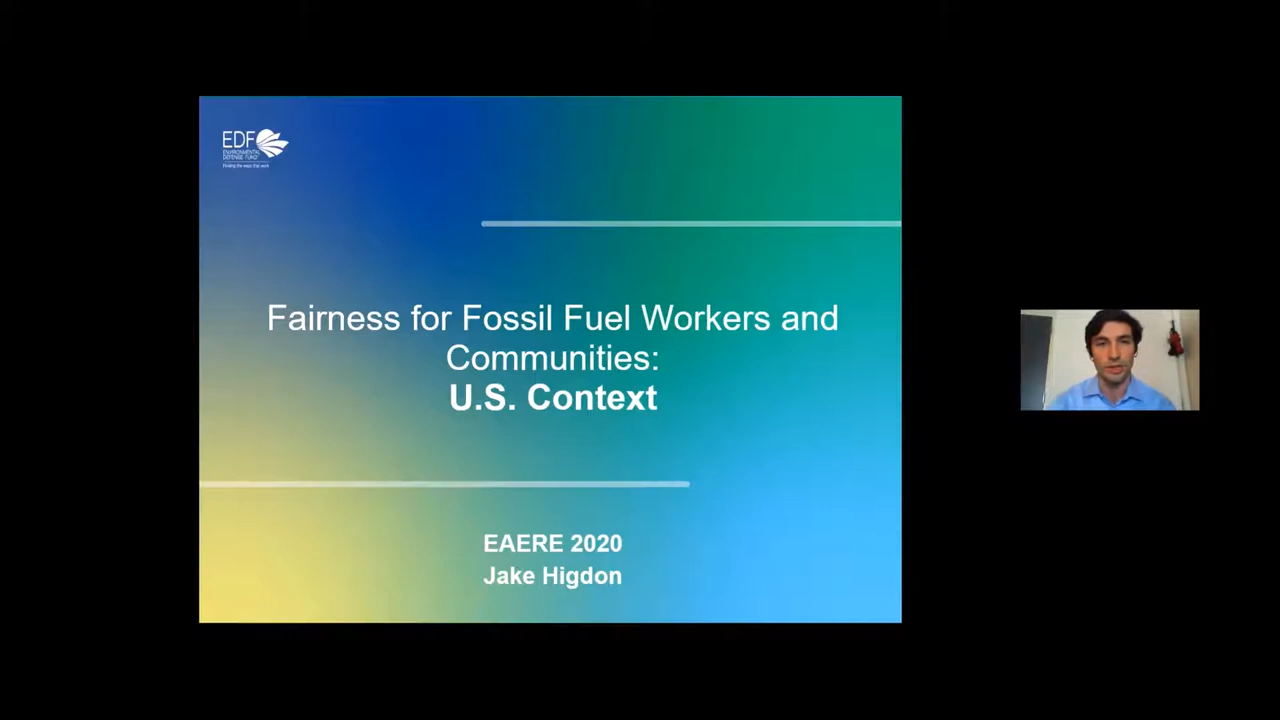 EDF
ENVIRONMENTAL
DEFENSE FUND
Finding the ways that work
Fairness for Fossil Fuel Workers and
Communities:
U.S. Context
EAERE 2020
Jake Higdon